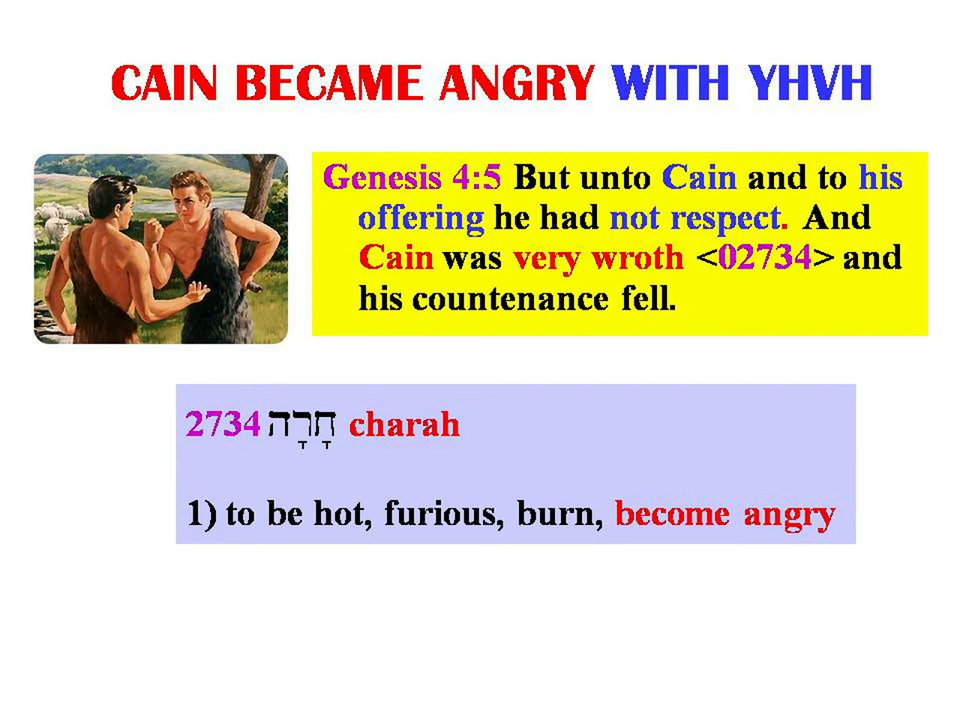 CAIN BECAME ANGRY WITH YHVH
Genesis 4:5 But unto Cain and to his
offering he had not respect. And
Cain was very wroth <02734> and
his countenance fell.
2734 חָרָה charah
1) to be hot, furious, burn, become angry